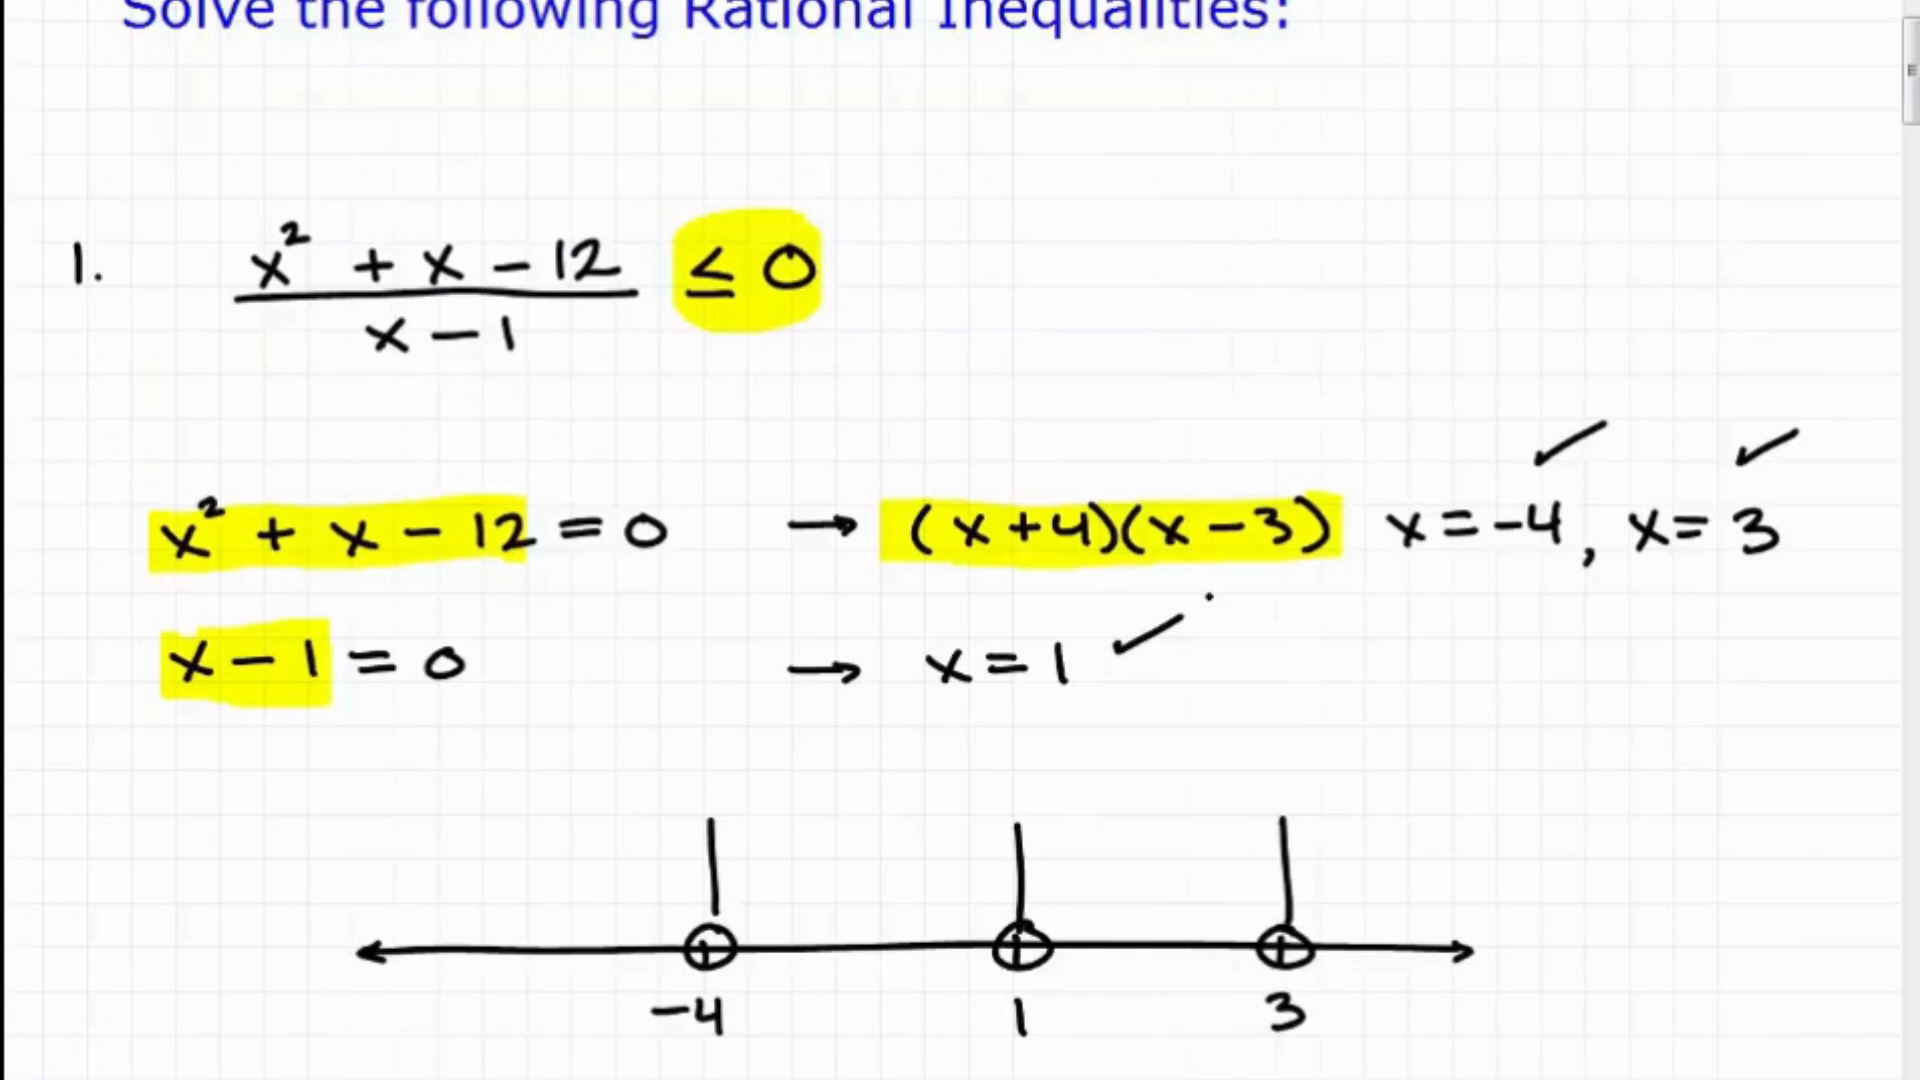 Solve the following Rational Inequalities:
1. x² + x - 12 ≤ 0
x - 1
x² + x - 12 = 0 → (x+4)(x-3) x = -4, x = 3
x - 1 = 0 → x = 1
-4 1 3